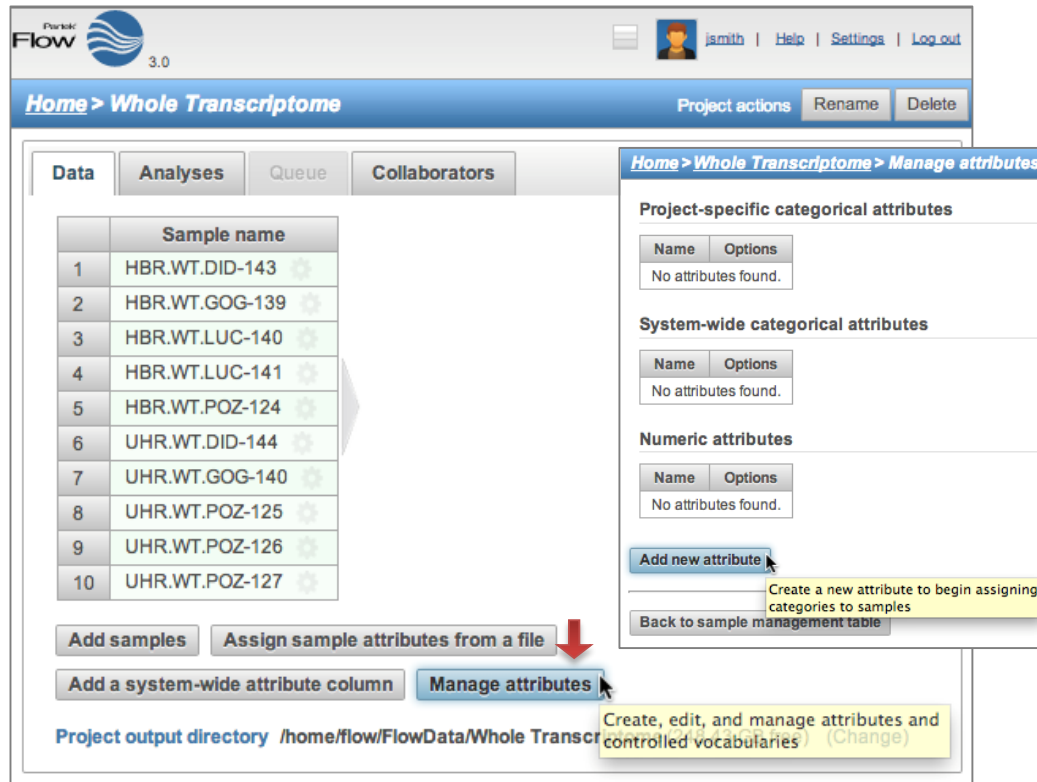 Partek
Flow
3.0
jsmith | Help | Settings | Log out
Home > Whole Transcriptome
Project actions Rename Delete
Data Analyses Queue Collaborators
Sample name
1 HBR.WT.DID-143
2 HBR.WT.GOG-139
3 HBR.WT.LUC-140
4 HBR.WT.LUC-141
5 HBR.WT.POZ-124
6 UHR.WT.DID-144
7 UHR.WT.GOG-140
8 UHR.WT.POZ-125
9 UHR.WT.POZ-126
10 UHR.WT.POZ-127
Add samples Assign sample attributes from a file
Add a system-wide attribute column Manage attributes
Create, edit, and manage attributes and
controlled vocabularies
Project output directory /home/flow/FlowData/Whole Transcriptome (248.43 GB free) (Change)
Home > Whole Transcriptome > Manage attributes
Project-specific categorical attributes
Name Options
No attributes found.
System-wide categorical attributes
Name Options
No attributes found.
Numeric attributes
Name Options
No attributes found.
Add new attribute
Create a new attribute to begin assigning
categories to samples
Back to sample management table